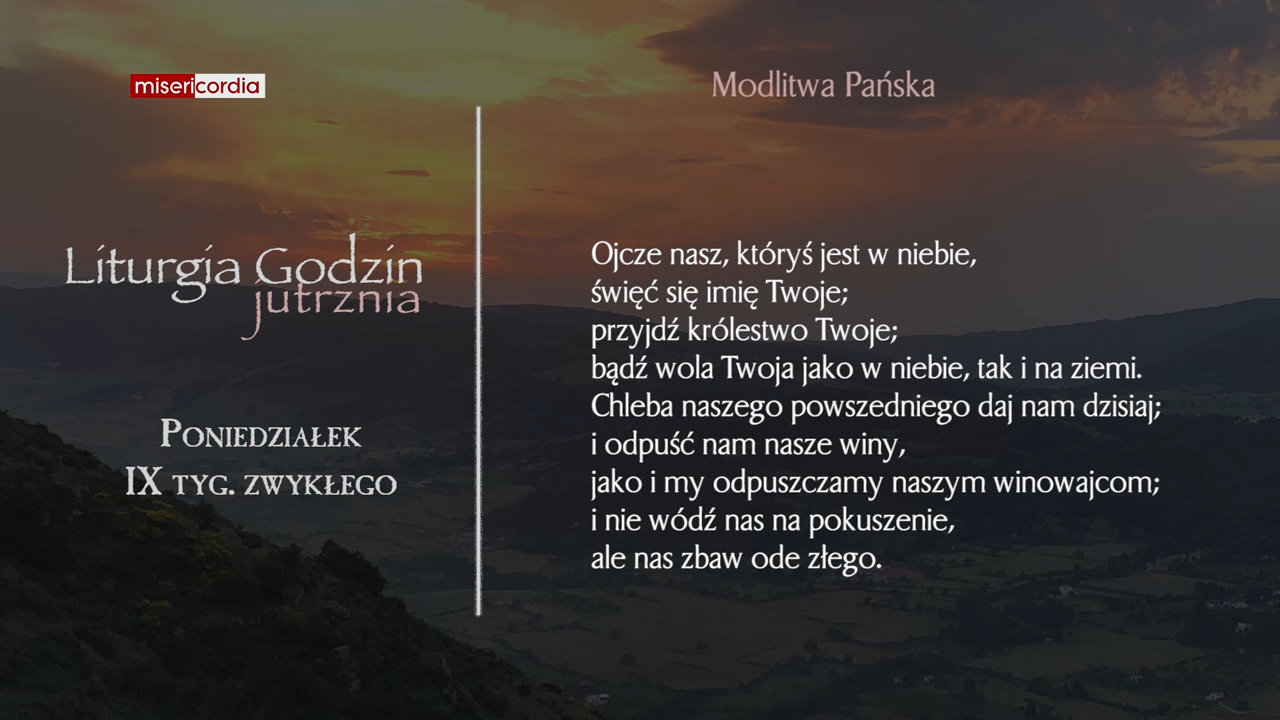 misericordia
Liturgia Godzin
jutrznia
Poniedziałek
IX tyg. zwykłego
Modlitwa Pańska
Ojcze nasz, któryś jest w niebie,
święć się imię Twoje;
przyjdź królestwo Twoje;
bądź wola Twoja jako w niebie, tak i na ziemi.
Chleba naszego powszedniego daj nam dzisiaj;
i odpuść nam nasze winy,
jako i my odpuszczamy naszym winowajcom;
i nie wódź nas na pokuszenie,
ale nas zbaw ode złego.